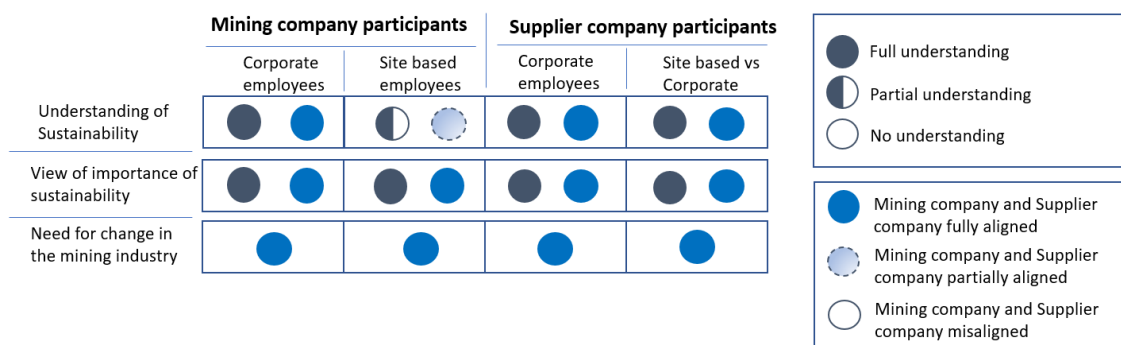 Mining company participants
Supplier company participants
Corporate
employees
Site based
employees
Corporate
employees
Site based vs
Corporate
Understanding of
Sustainability
View of importance of
sustainability
Need for change in
the mining industry
Full understanding
Partial understanding
No understanding
Mining company and Supplier
company fully aligned
Mining company and Supplier
company partially aligned
Mining company and Supplier
company misaligned